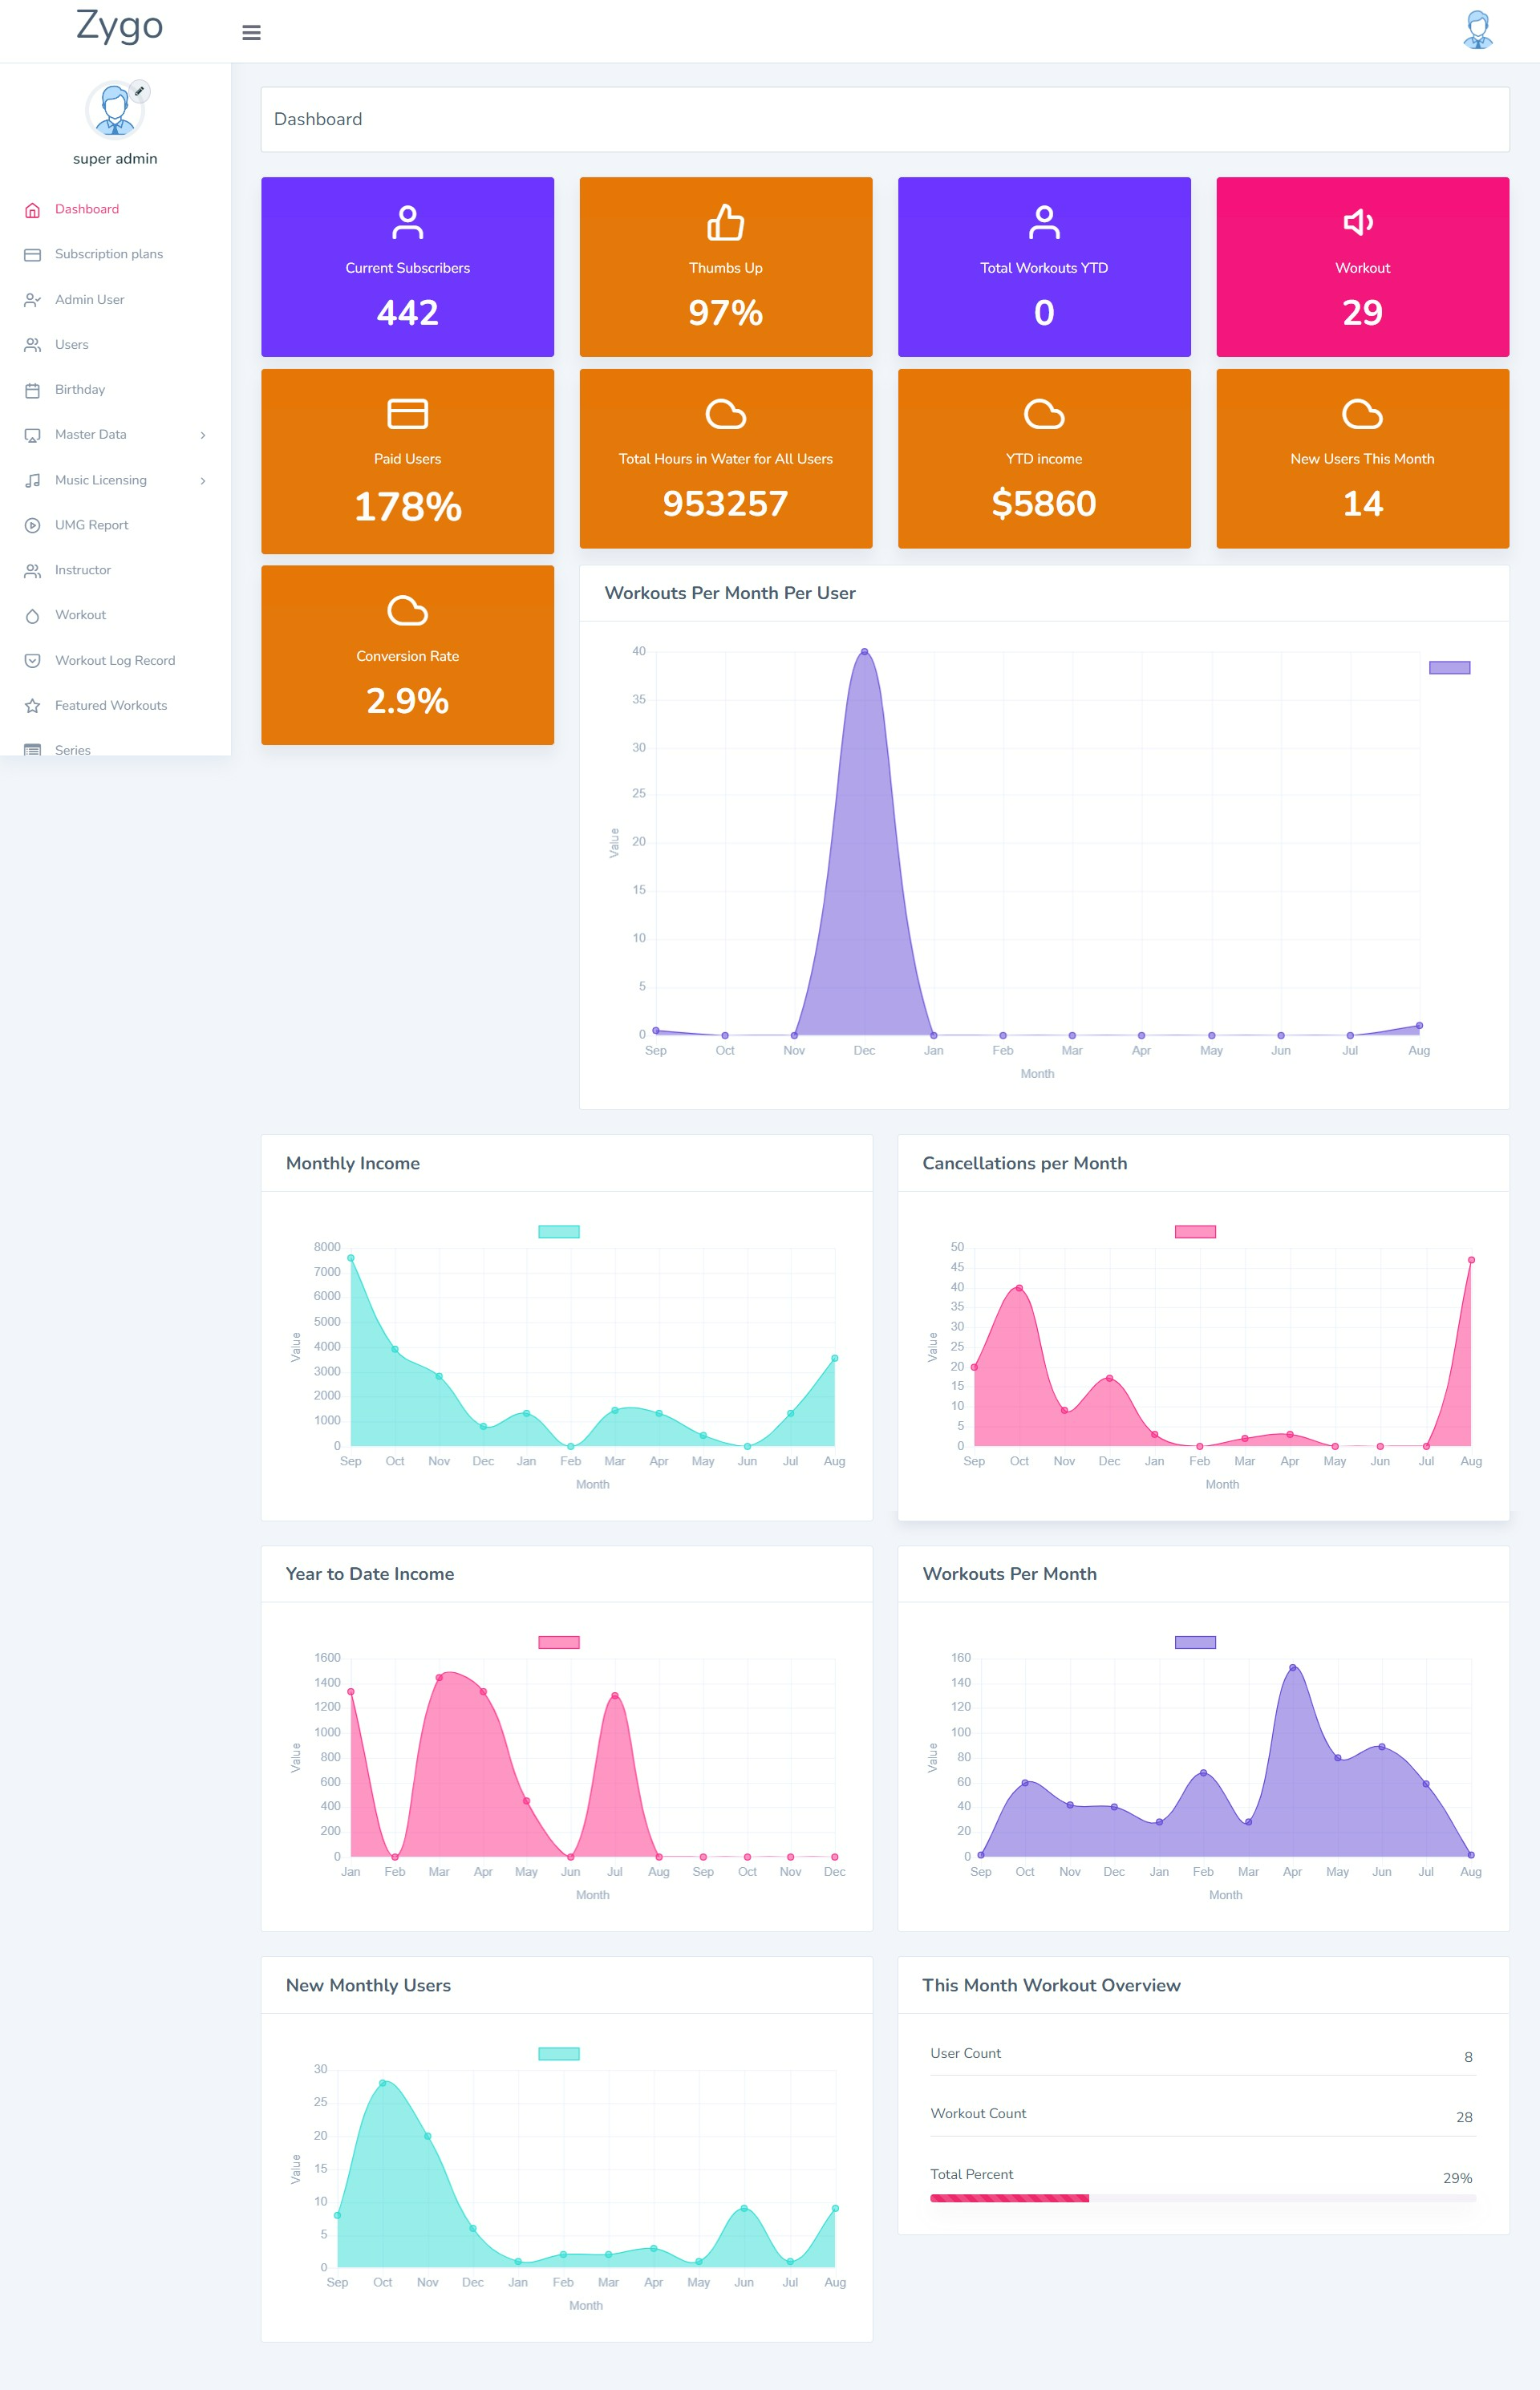 Zygo
super admin
Dashboard
Subscription plans
Admin User
Users
Birthday
Master Data
Music Licensing
UMG Report
Instructor
Workout
Workout Log Record
Featured Workouts
Series
Dashboard
Current Subscribers
442
Thumbs Up
97%
Total Workouts YTD
0
Workout
29
Paid Users
178%
Total Hours in Water for All Users
953257
YTD income
$5860
New Users This Month
14
Conversion Rate
2.9%
Workouts Per Month Per User
40
35
30
25
20
15
10
5
0
Value
Sep Oct Nov Dec Jan Feb Mar Apr May Jun Jul Aug
Month
Monthly Income
8000
7000
6000
5000
4000
3000
2000
1000
0
Value
Sep Oct Nov Dec Jan Feb Mar Apr May Jun Jul Aug
Month
Cancellations per Month
50
45
40
35
30
25
20
15
10
5
0
Value
Sep Oct Nov Dec Jan Feb Mar Apr May Jun Jul Aug
Month
Year to Date Income
1600
1400
1200
1000
800
600
400
200
0
Value
Jan Feb Mar Apr May Jun Jul Aug Sep Oct Nov Dec
Month
Workouts Per Month
160
140
120
100
80
60
40
20
0
Value
Sep Oct Nov Dec Jan Feb Mar Apr May Jun Jul Aug
Month
New Monthly Users
30
25
20
15
10
5
0
Value
Sep Oct Nov Dec Jan Feb Mar Apr May Jun Jul Aug
Month
This Month Workout Overview
User Count 8
Workout Count 28
Total Percent 29%